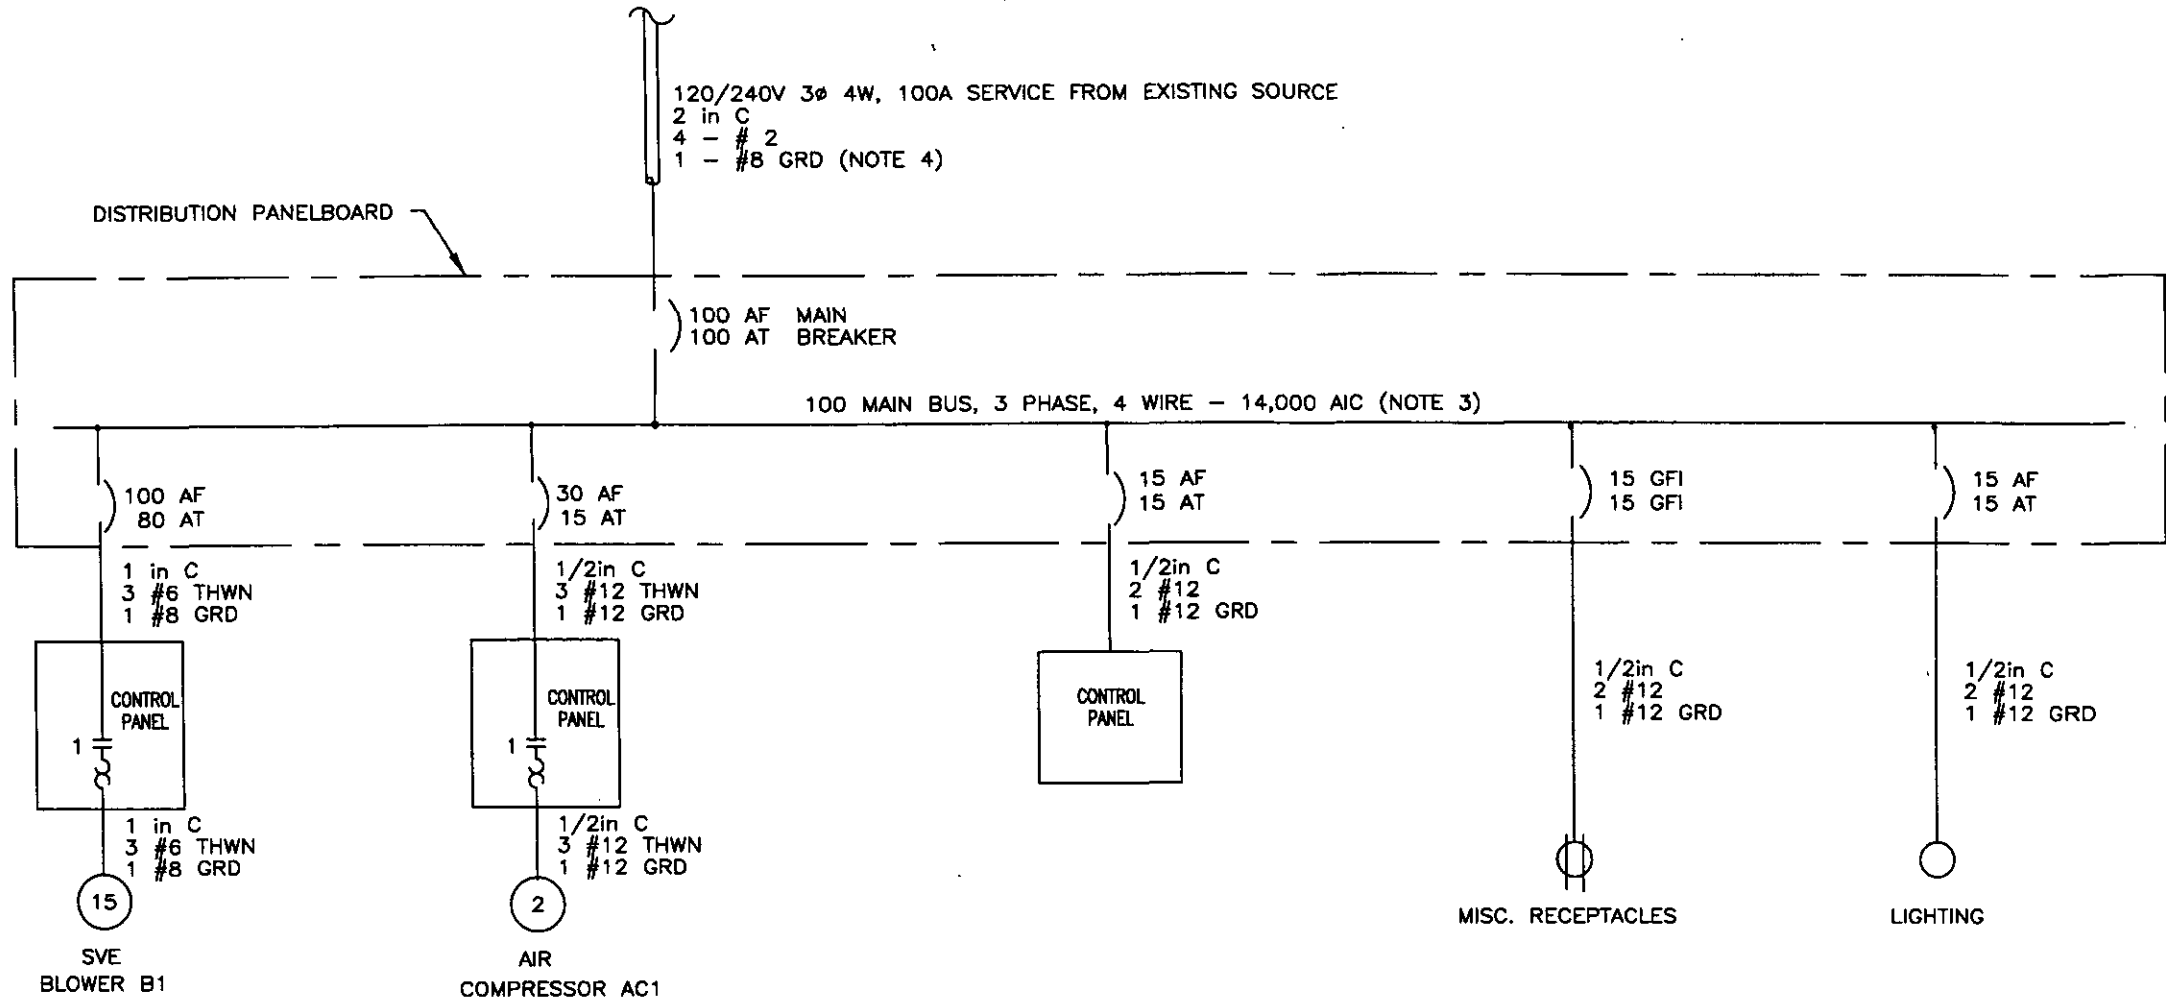 120/240V 3ø 4W, 100A SERVICE FROM EXISTING SOURCE
2 in C
4 - # 2
1 - #8 GRD (NOTE 4)
DISTRIBUTION PANELBOARD
100 AF MAIN
100 AT BREAKER
100 MAIN BUS, 3 PHASE, 4 WIRE - 14,000 AIC (NOTE 3)
100 AF
80 AT
30 AF
15 AT
15 AF
15 AT
15 GFI
15 GFI
15 AF
15 AT
1 in C
3 #6 THWN
1 #8 GRD
1/2in C
3 #12 THWN
1 #12 GRD
1/2in C
2 #12
1 #12 GRD
1/2in C
2 #12
1 #12 GRD
1/2in C
2 #12
1 #12 GRD
CONTROL
PANEL
1
CONTROL
PANEL
1
CONTROL
PANEL
1 in C
3 #6 THWN
1 #8 GRD
1/2in C
3 #12 THWN
1 #12 GRD
15
2
SVE
BLOWER B1
AIR
COMPRESSOR AC1
MISC. RECEPTACLES
LIGHTING